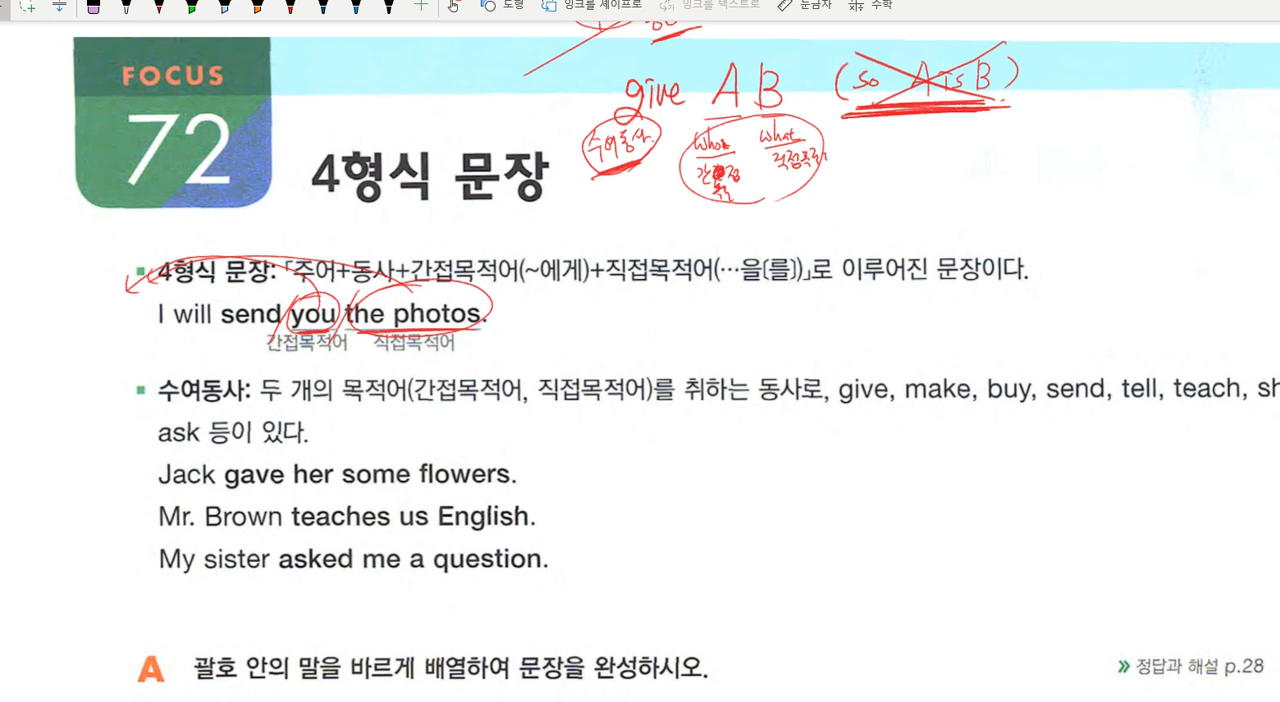 도형
잉크를 셰이프로
잉크를 텍스트로
눈금자
수학
FOCUS
72
4형식 문장
give A B (so A is B)
수여동사. what
직접목적
■ 4형식 문장: 「주어+동사+간접목적어(~에게)+직접목적어(…을[를])」로 이루어진 문장이다.
I will send you the photos.
간접목적어 직접목적어
■ 수여동사: 두 개의 목적어(간접목적어, 직접목적어)를 취하는 동사로, give, make, buy, send, tell, teach, sh
ask 등이 있다.
Jack gave her some flowers.
Mr. Brown teaches us English.
My sister asked me a question.
A 괄호 안의 말을 바르게 배열하여 문장을 완성하시오.
» 정답과 해설 p.28